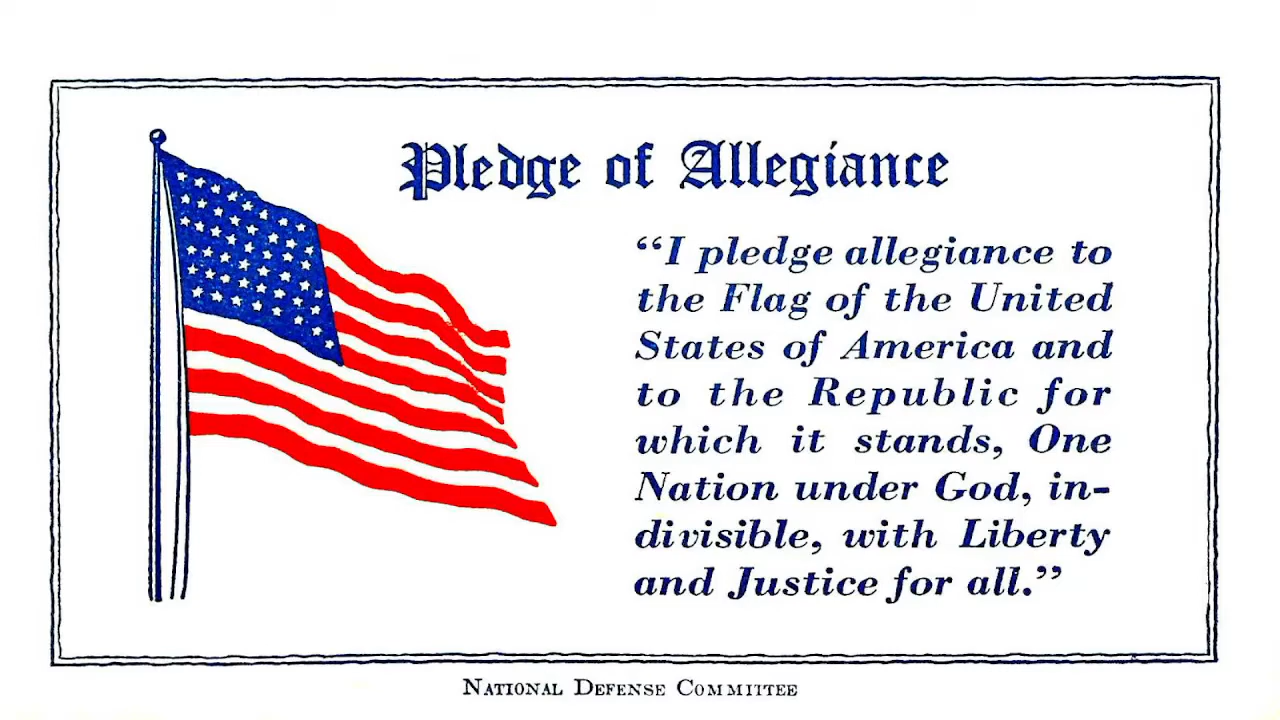 Pledge of Allegiance
“I pledge allegiance to
the Flag of the United
States of America and
to the Republic for
which it stands, One
Nation under God, in-
divisible, with Liberty
and Justice for all.”
NATIONAL DEFENSE COMMITTEE